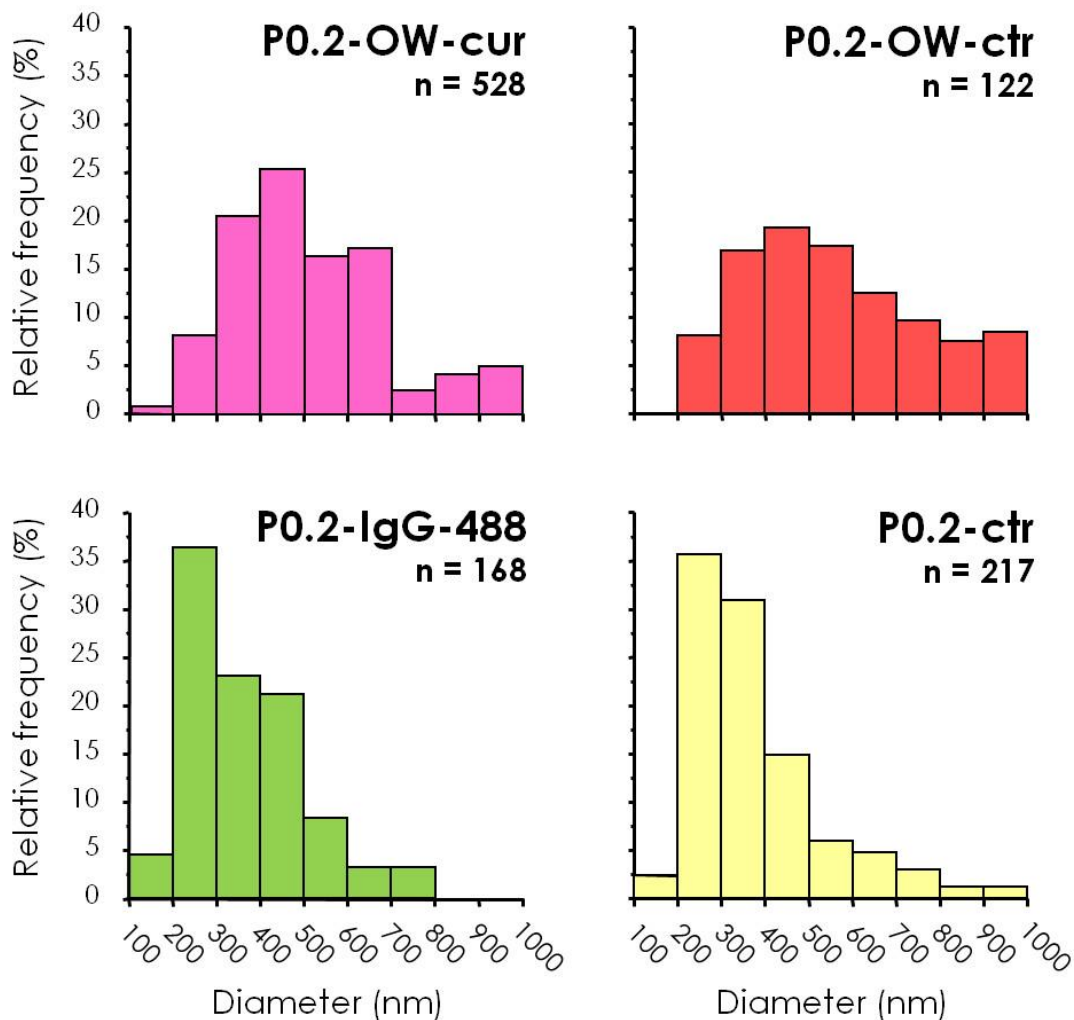 P0.2-OW-cur
n = 528
Relative frequency (%)
40
35
30
25
20
15
10
5
0
P0.2-OW-ctr
n = 122
P0.2-IgG-488
n = 168
Relative frequency (%)
40
35
30
25
20
15
10
5
0
100 200 300 400 500 600 700 800 900 1000
Diameter (nm)
P0.2-ctr
n = 217
100 200 300 400 500 600 700 800 900 1000
Diameter (nm)